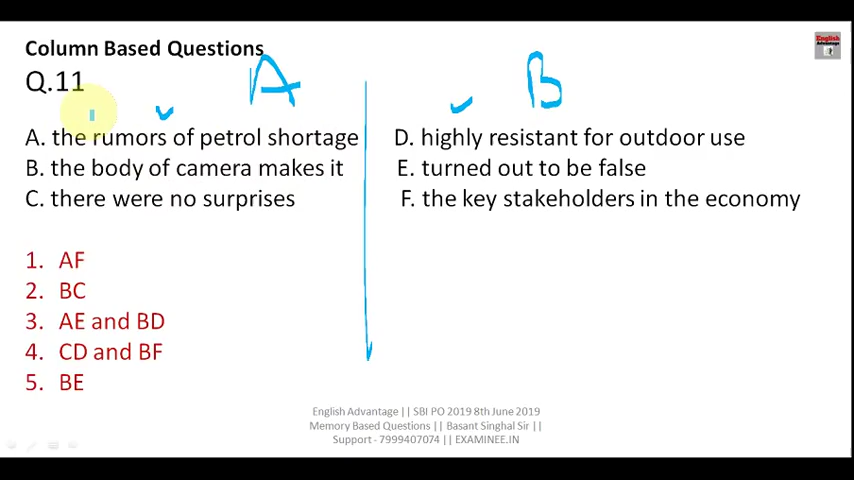 Column Based Questions
English Advantage
Q.11
A B
A. the rumors of petrol shortage D. highly resistant for outdoor use
B. the body of camera makes it E. turned out to be false
C. there were no surprises F. the key stakeholders in the economy
1. AF
2. BC
3. AE and BD
4. CD and BF
5. BE
English Advantage || SBI PO 2019 8th June 2019
Memory Based Questions || Basant Singhal Sir ||
Support - 7999407074 || EXAMINEE.IN